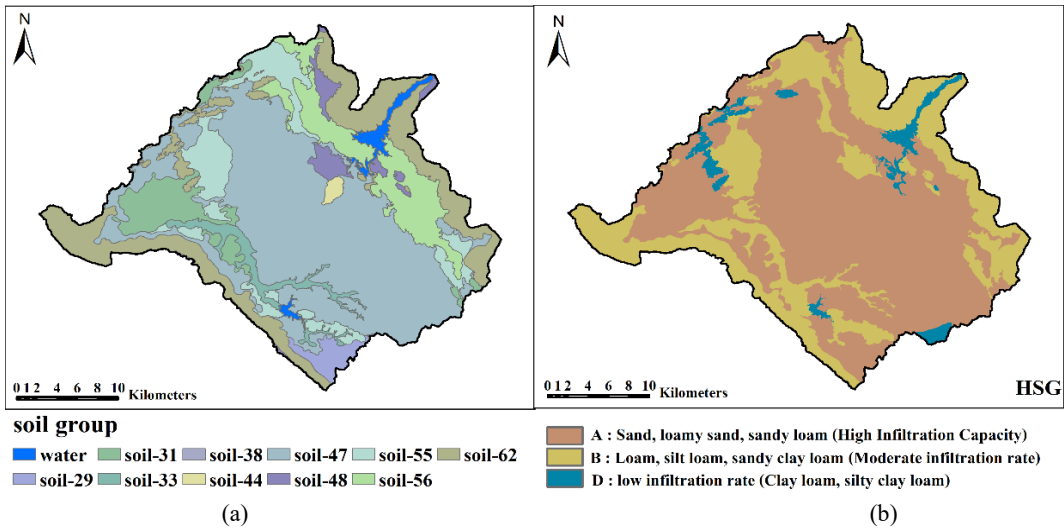 N
N
0 1 2 4 6 8 10
Kilometers
0 1 2 4 6 8 10
Kilometers
HSG
soil group
water soil-31 soil-38 soil-47 soil-55 soil-62
soil-29 soil-33 soil-44 soil-48 soil-56
A : Sand, loamy sand, sandy loam (High Infiltration Capacity)
B : Loam, silt loam, sandy clay loam (Moderate infiltration rate)
D : low infiltration rate (Clay loam, silty clay loam)
(a)
(b)